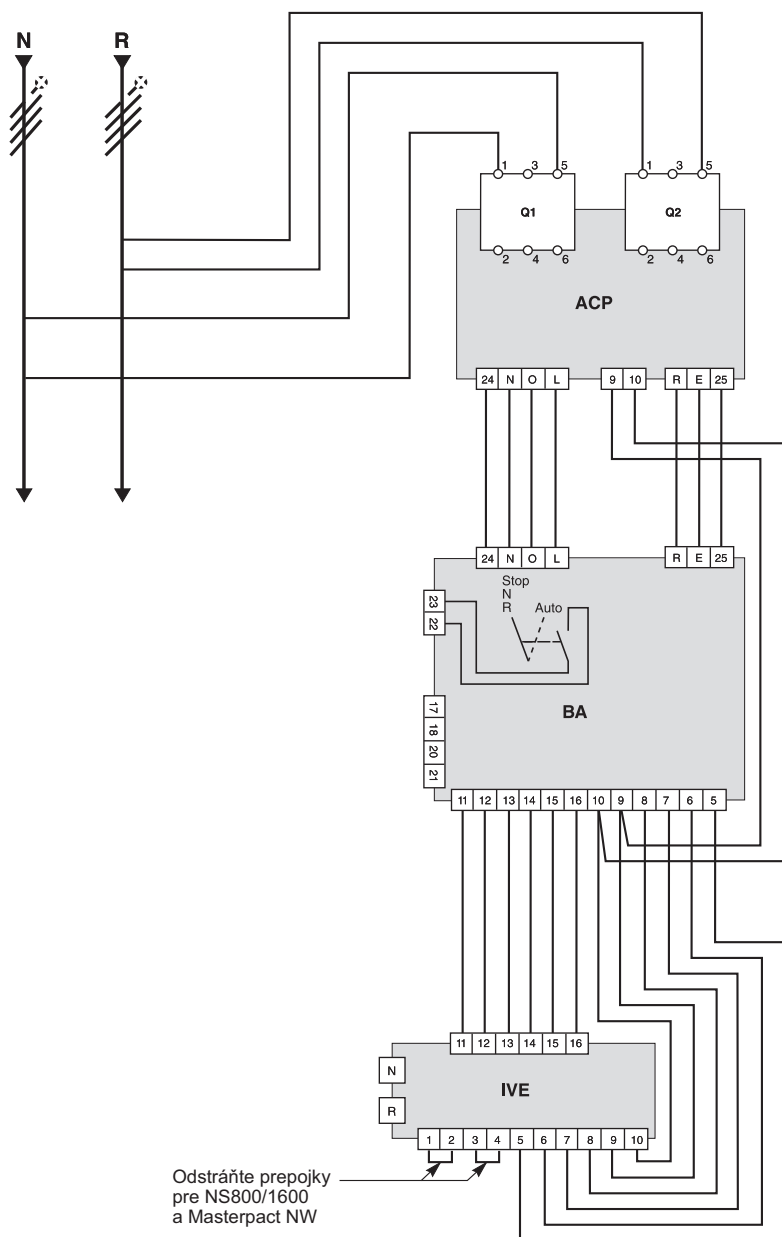 N R
1 3 5 1 3 5
Q1 Q2
2 4 6 2 4 6
ACP
24 N O L 9 10 R E 25
24 N O L R E 25
Stop
N
R Auto
23
22
BA
17
18
20
21
11 12 13 14 15 16 10 9 8 7 6 5
11 12 13 14 15 16
N
IVE
R
1 2 3 4 5 6 7 8 9 10
Odstráňte prepojky
pre NS800/1600
a Masterpact NW